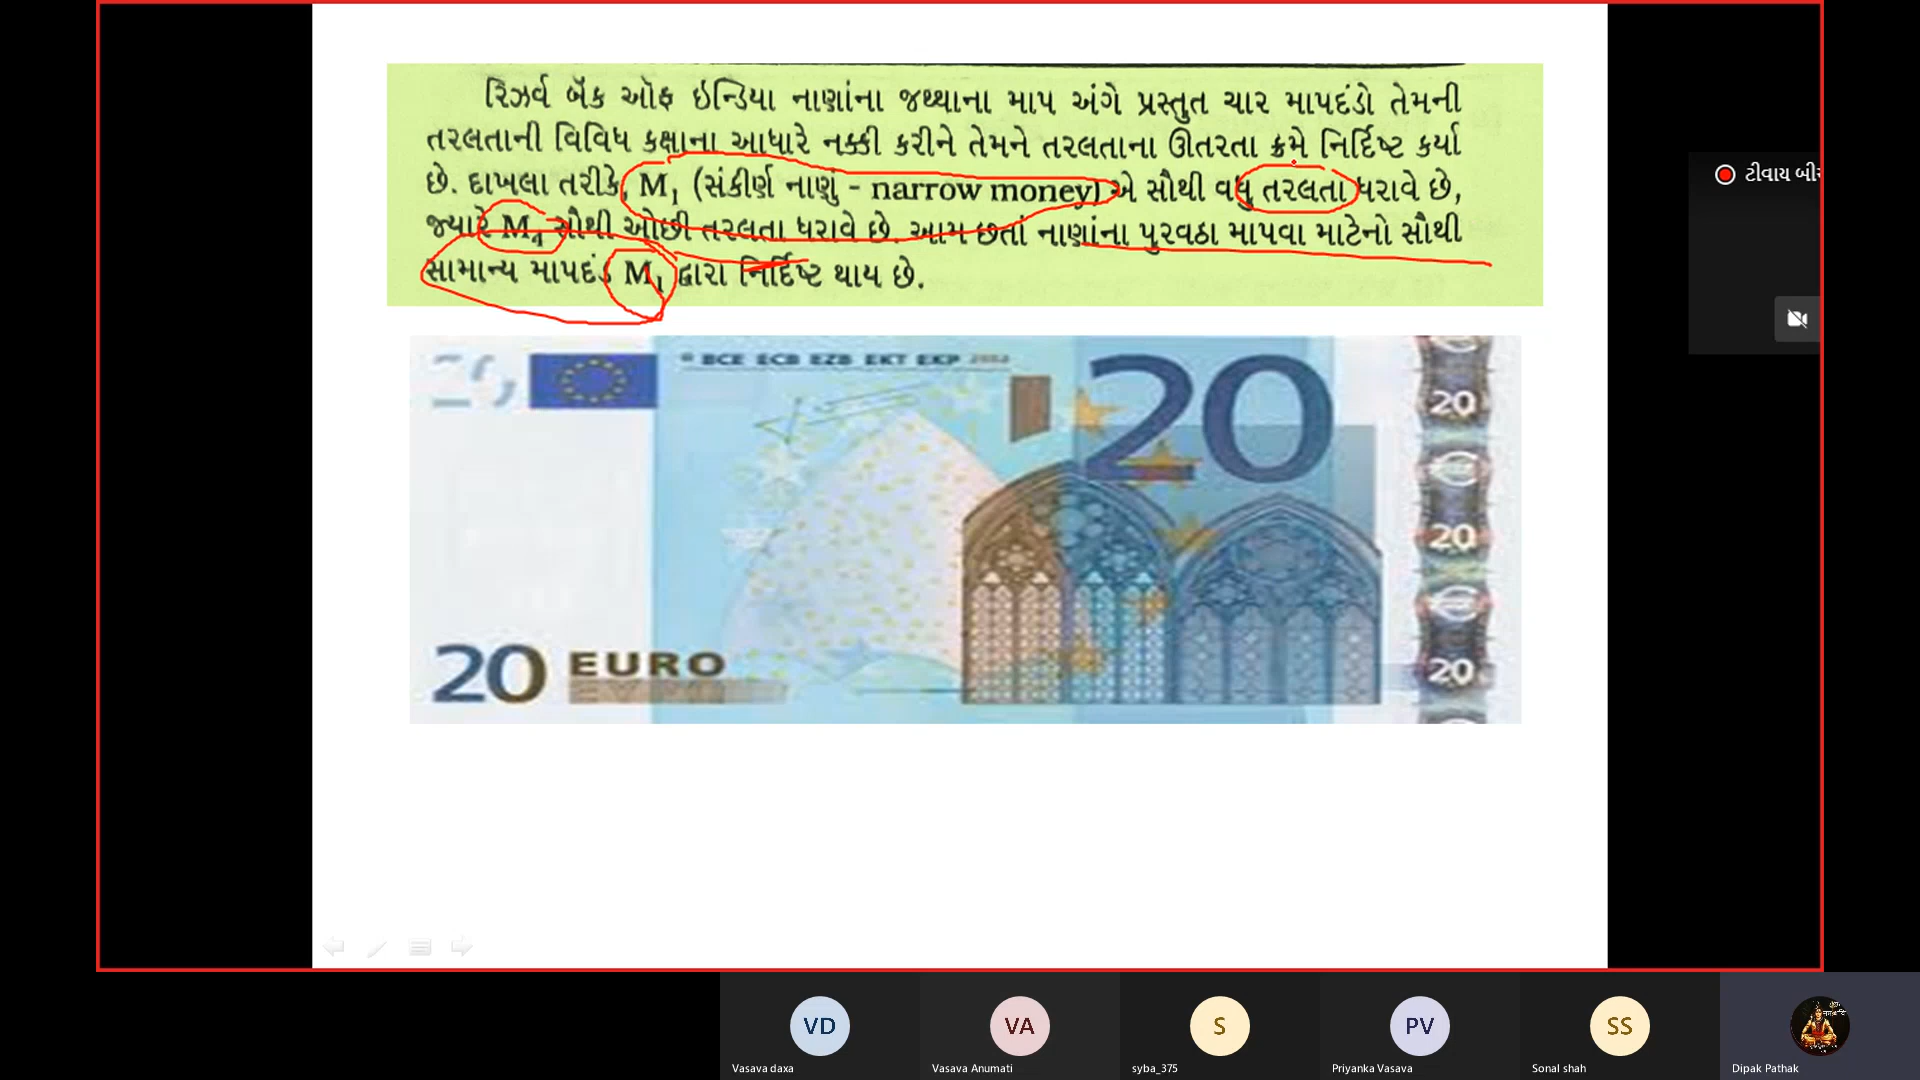 રિઝર્વ બૅંક ઑફ ઇન્ડિયા નાણાંના જથ્થાના માપ અંગે પ્રસ્તુત ચાર માપદંડો તેમની
તરલતાની વિવિધ કક્ષાના આધારે નક્કી કરીને તેમને તરલતાના ઊતરતા ક્રમે નિર્દિષ્ટ કર્યા
છે. દાખલા તરીકે, M₁ (સંકીર્ણ નાણું - narrow money) એ સૌથી વધુ તરલતા ધરાવે છે,
જ્યારે M₄ સૌથી ઓછી તરલતા ધરાવે છે. આમ છતાં નાણાંના પુરવઠા માપવા માટેનો સૌથી
સામાન્ય માપદંડ M₁ દ્વારા નિર્દિષ્ટ થાય છે.
© BCE ECB EZB EKT EKP 2002
20
20
20
20
20 EURO
ટીવાય
VD
VA
S
PV
SS
Vasava daxa
Vasava Anumati
syba_375
Priyanka Vasava
Sonal shah
Dipak Pathak